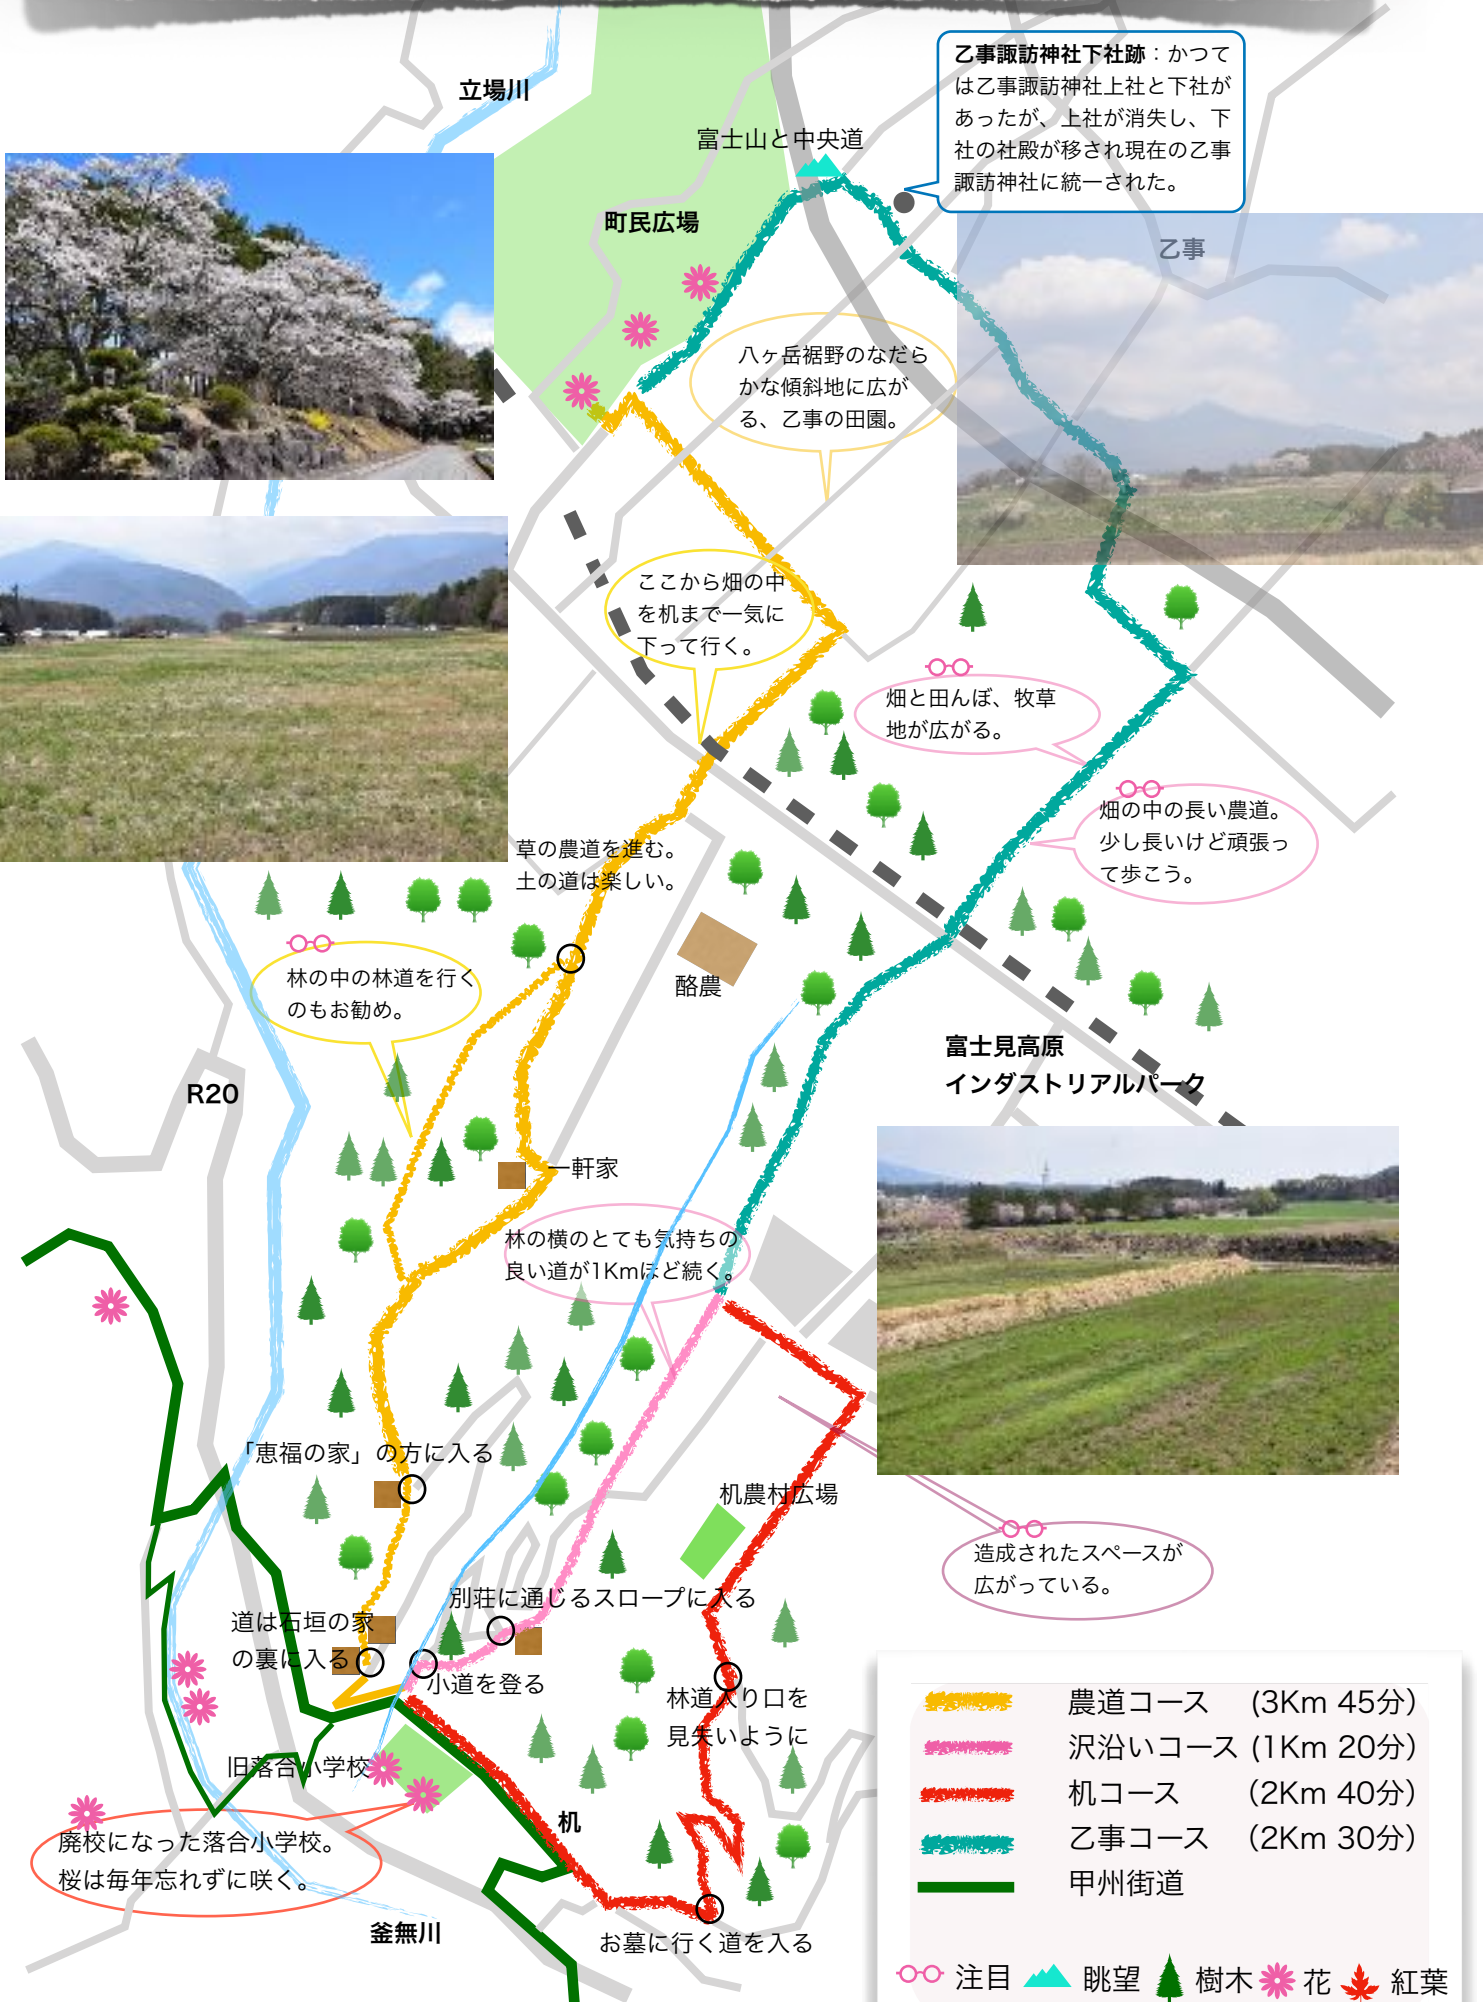 立場川
乙事諏訪神社下社跡：かつて
は乙事諏訪神社上社と下社が
あったが、上社が消失し、下
社の社殿が移され現在の乙事
諏訪神社に統一された。
富士山と中央道
町民広場
乙事
八ヶ岳裾野のなだら
かな傾斜地に広が
る、乙事の田園。
ここから畑の中
を机まで一気に
下って行く。
畑と田んぼ、牧草
地が広がる。
畑の中の長い農道。
少し長いけど頑張っ
て歩こう。
草の農道を進む。
土の道は楽しい。
林の中の林道を行く
のもお勧め。
酪農
富士見高原
インダストリアルパーク
R20
一軒家
林の横のとても気持ちの
良い道が1Kmほど続く。
「恵福の家」の方に入る
机農村広場
造成されたスペースが
広がっている。
別荘に通じるスロープに入る
道は石垣の家
の裏に入る
小道を登る
林道入り口を
見失いように
旧落合小学校
机
廃校になった落合小学校。
桜は毎年忘れずに咲く。
釜無川
お墓に行く道を入る
農道コース (3Km 45分)
沢沿いコース (1Km 20分)
机コース (2Km 40分)
乙事コース (2Km 30分)
甲州街道
注目 眺望 樹木 花 紅葉